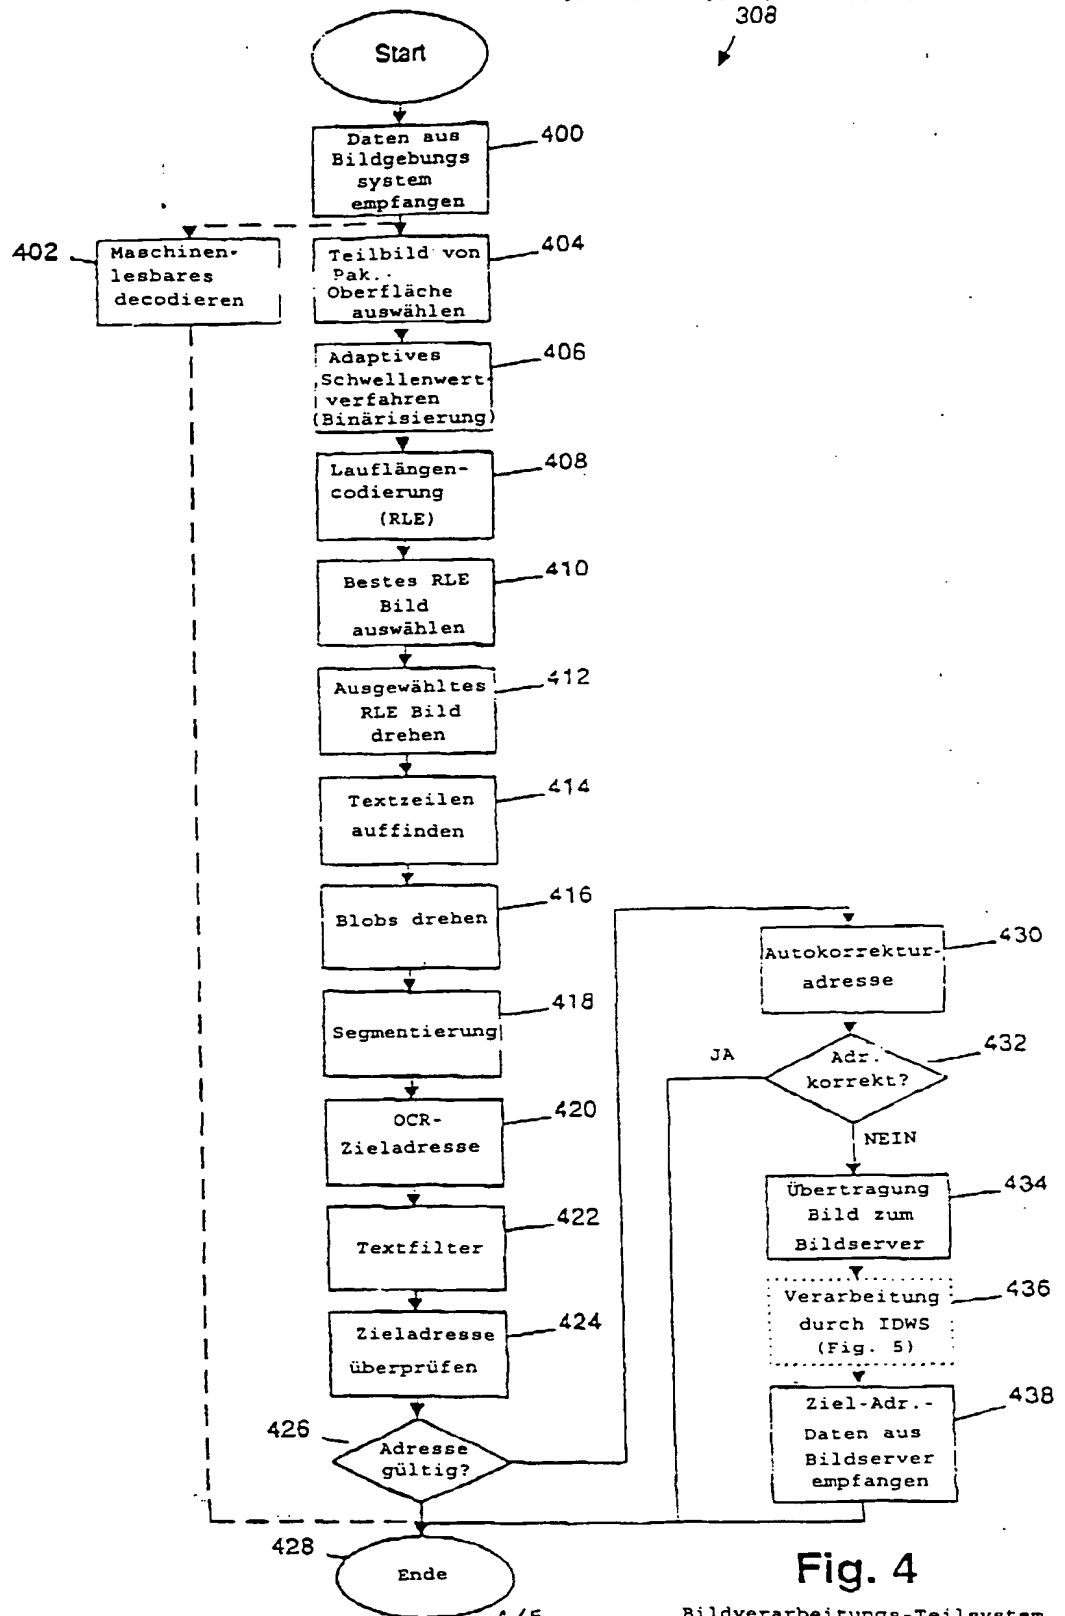 308
Start
Daten aus
Bildgebungs
system
empfangen
400
402
Maschinen-
lesbares
decodieren
Teilbild von
Pak..
Oberfläche
auswählen
404
Adaptives
Schwellenwert-
verfahren
(Binärisierung)
406
Lauflängen-
codierung
(RLE)
408
Bestes RLE
Bild
auswählen
410
Ausgewähltes
RLE Bild
drehen
412
Textzeilen
auffinden
414
Blobs drehen
416
Segmentierung
418
OCR-
Zieladresse
420
Textfilter
422
Zieladresse
überprüfen
424
426
Adresse
gültig?
428
Ende
Autokorrektur-
adresse
430
JA
Adr.
korrekt?
432
NEIN
Übertragung
Bild zum
Bildserver
434
Verarbeitung
durch IDWS
(Fig. 5)
436
Ziel-Adr.-
Daten aus
Bildserver
empfangen
438
Fig. 4
Bildverarbeitungs-Teilsystem